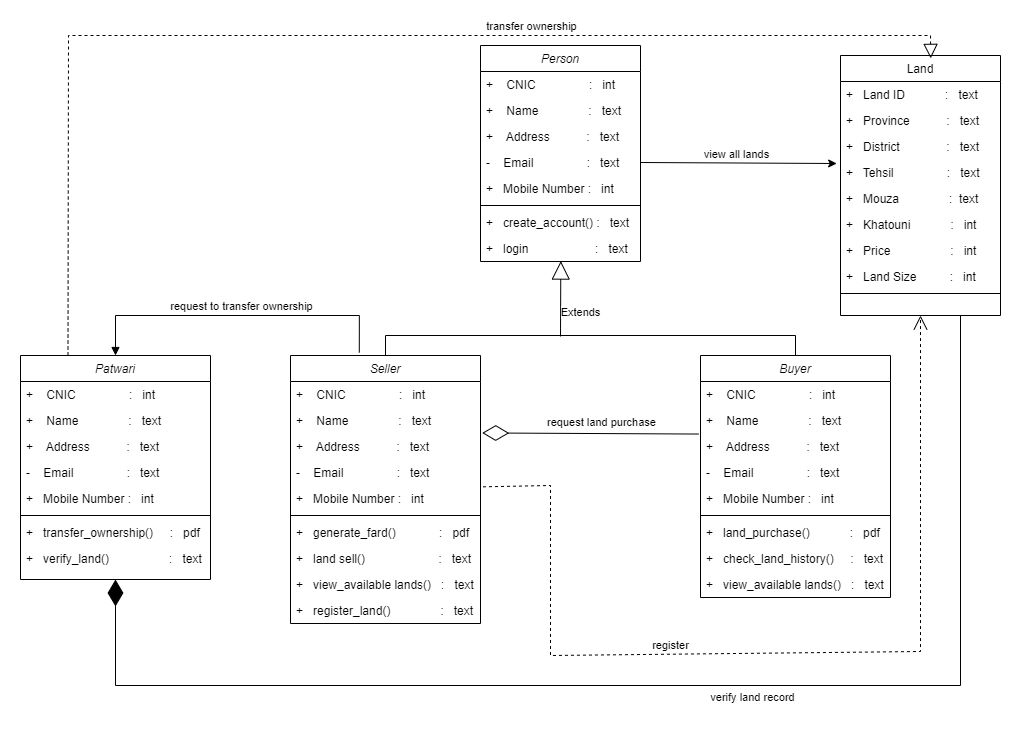 transfer ownership
Person
+ CNIC : int
+ Name : text
+ Address : text
- Email : text
+ Mobile Number : int
+ create_account() : text
+ login : text
Land
+ Land ID : text
+ Province : text
+ District : text
+ Tehsil : text
+ Mouza : text
+ Khatouni : int
+ Price : int
+ Land Size : int
view all lands
Extends
request to transfer ownership
Patwari
+ CNIC : int
+ Name : text
+ Address : text
- Email : text
+ Mobile Number : int
+ transfer_ownership() : pdf
+ verify_land() : text
Seller
+ CNIC : int
+ Name : text
+ Address : text
- Email : text
+ Mobile Number : int
+ generate_fard() : pdf
+ land sell() : text
+ view_available lands() : text
+ register_land() : text
request land purchase
Buyer
+ CNIC : int
+ Name : text
+ Address : text
- Email : text
+ Mobile Number : int
+ land_purchase() : pdf
+ check_land_history() : text
+ view_available lands() : text
register
verify land record